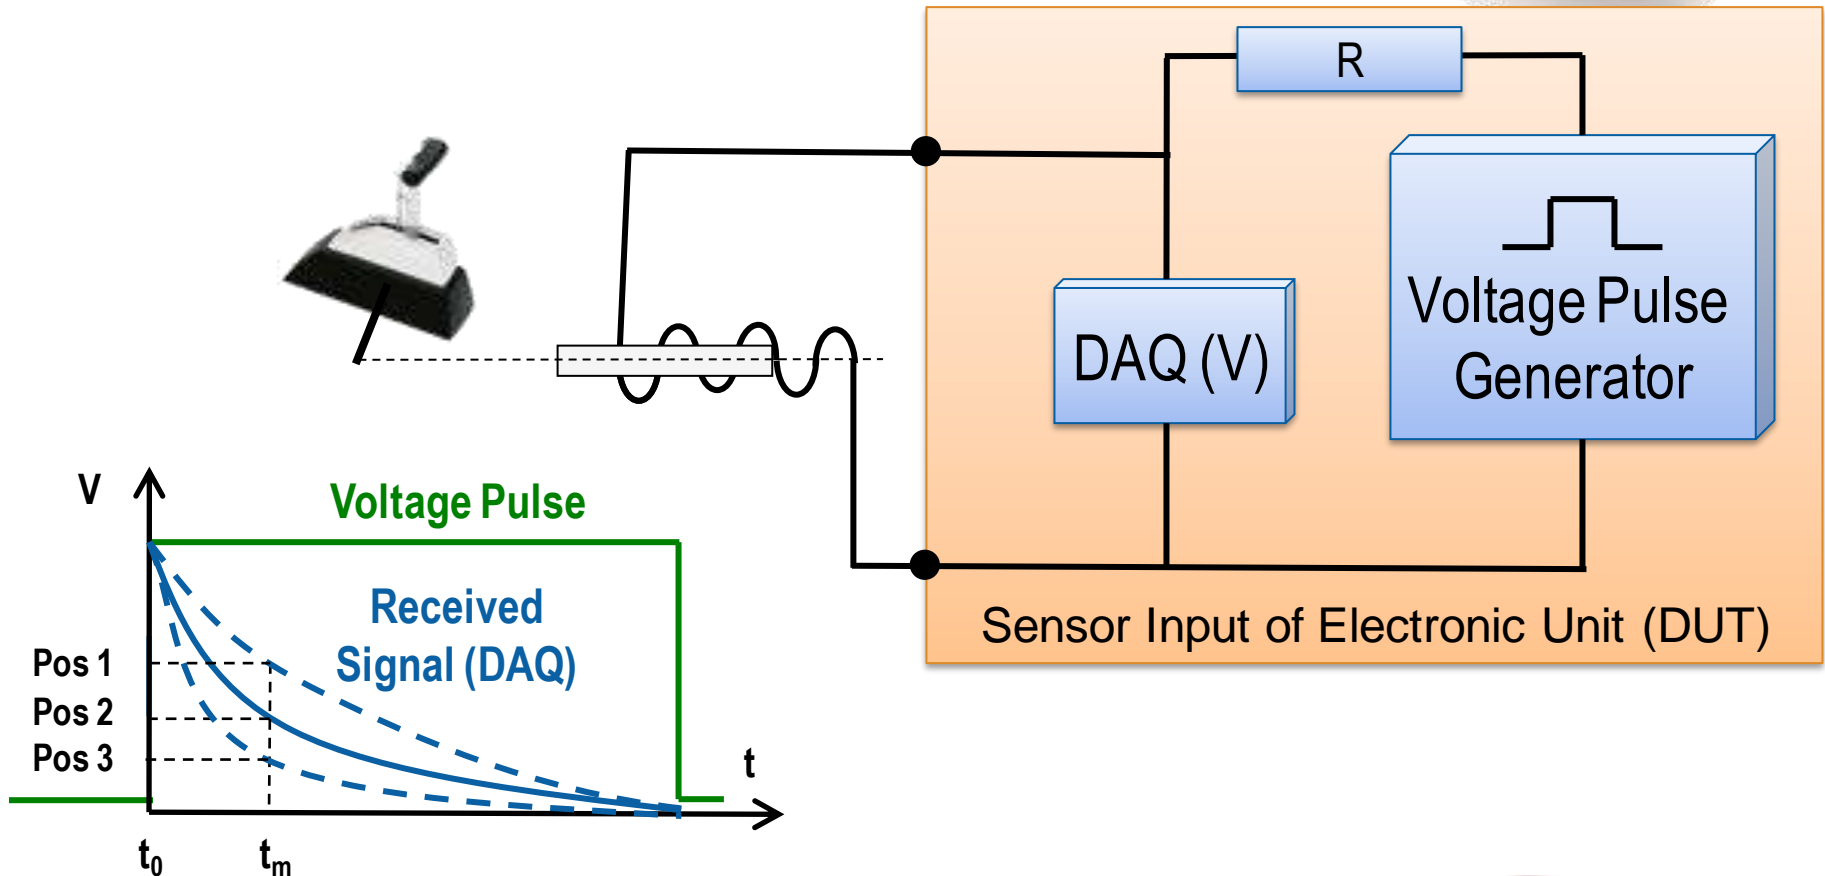 R
Voltage Pulse
Generator
DAQ (V)
Sensor Input of Electronic Unit (DUT)
V
Voltage Pulse
Received
Signal (DAQ)
Pos 1
Pos 2
Pos 3
t
t₀
tₘ